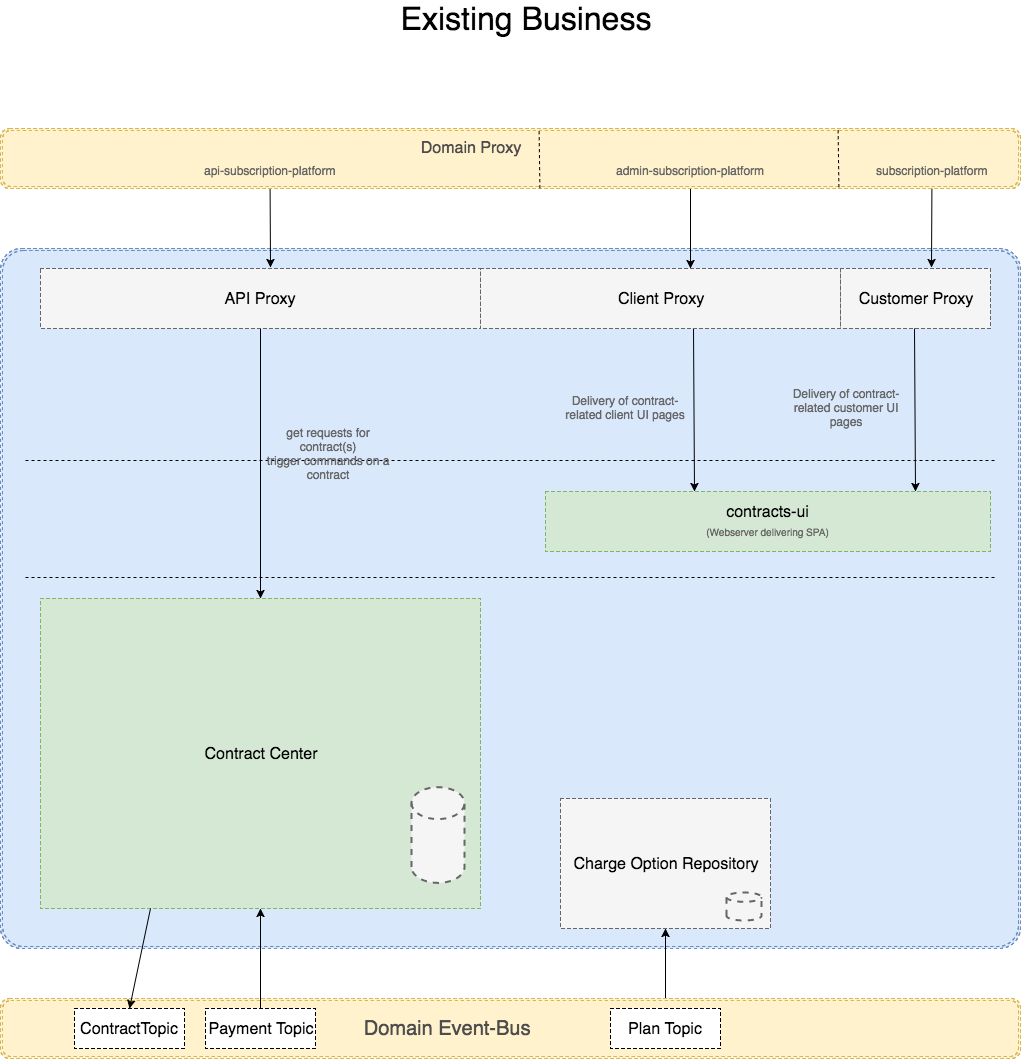 Existing Business
Domain Proxy
api-subscription-platform
admin-subscription-platform
subscription-platform
API Proxy
Client Proxy
Customer Proxy
get requests for
contract(s)
trigger commands on a
contract
Delivery of contract-
related client UI pages
Delivery of contract-
related customer UI
pages
contracts-ui
(Webserver delivering SPA)
Contract Center
Charge Option Repository
ContractTopic
Payment Topic
Domain Event-Bus
Plan Topic